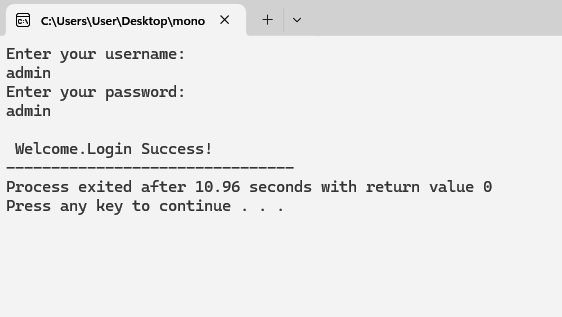 C:\Users\User\Desktop\mono
Enter your username:
admin
Enter your password:
admin
Welcome.Login Success!
--------------------------------
Process exited after 10.96 seconds with return value 0
Press any key to continue . . .